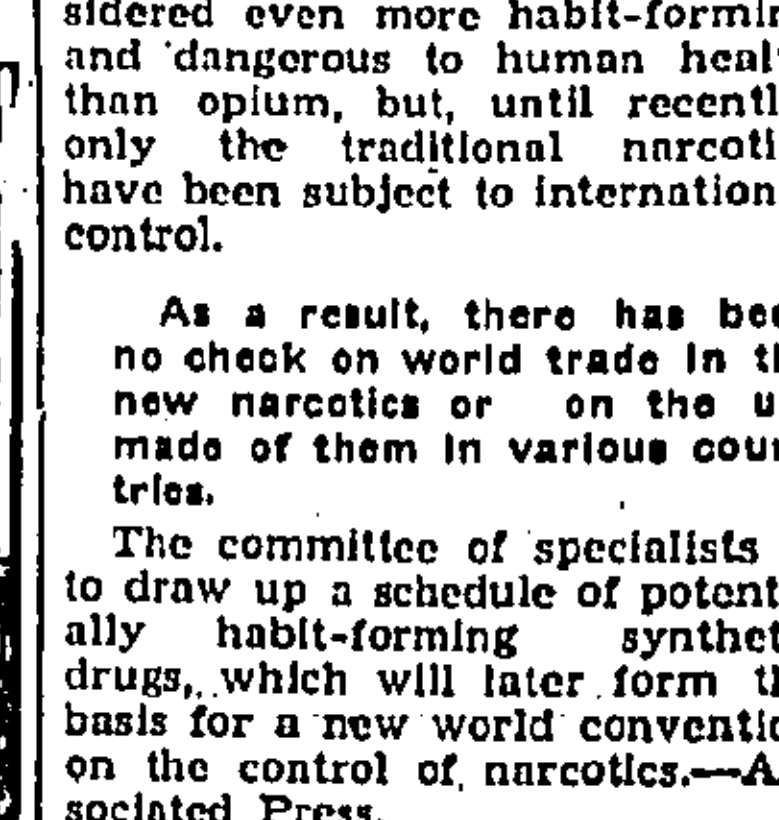 sidered even more habit-formin
and dangerous to human heal
than opium, but, until recentl
only the traditional narcoti
have been subject to internation
control.
As a result, there has bee
no check on world trade in th
new narcotics or on the u
made of them in various coun
tries.
The committee of specialists
to draw up a schedule of potent
ally habit-forming synthet
drugs, which will later form th
basis for a new world conventio
on the control of narcotics.—As
sociated Press.